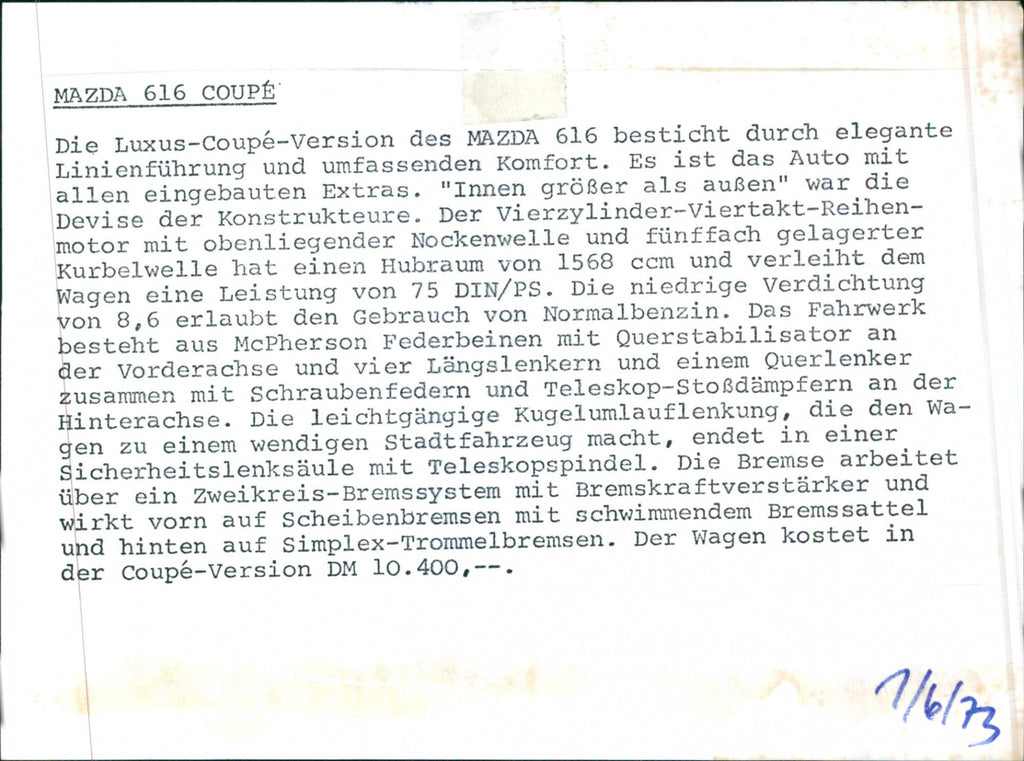 MAZDA 616 COUPÉ
Die Luxus-Coupé-Version des MAZDA 616 besticht durch elegante
Linienführung und umfassenden Komfort. Es ist das Auto mit
allen eingebauten Extras. "Innen größer als außen" war die
Devise der Konstrukteure. Der Vierzylinder-Viertakt-Reihen-
motor mit obenliegender Nockenwelle und fünffach gelagerter
Kurbelwelle hat einen Hubraum von 1568 ccm und verleiht dem
Wagen eine Leistung von 75 DIN/PS. Die niedrige Verdichtung
von 8,6 erlaubt den Gebrauch von Normalbenzin. Das Fahrwerk
besteht aus McPherson Federbeinen mit Querstabilisator an
der Vorderachse und vier Längslenkern und einem Querlenker
zusammen mit Schraubenfedern und Teleskop-Stoßdämpfern an der
Hinterachse. Die leichtgängige Kugelumlauflenkung, die den Wa-
gen zu einem wendigen Stadtfahrzeug macht, endet in einer
Sicherheitslenksäule mit Teleskopspindel. Die Bremse arbeitet
über ein Zweikreis-Bremssystem mit Bremskraftverstärker und
wirkt vorn auf Scheibenbremsen mit schwimmendem Bremssattel
und hinten auf Simplex-Trommelbremsen. Der Wagen kostet in
der Coupé-Version DM 10.400,--.
1/6/73